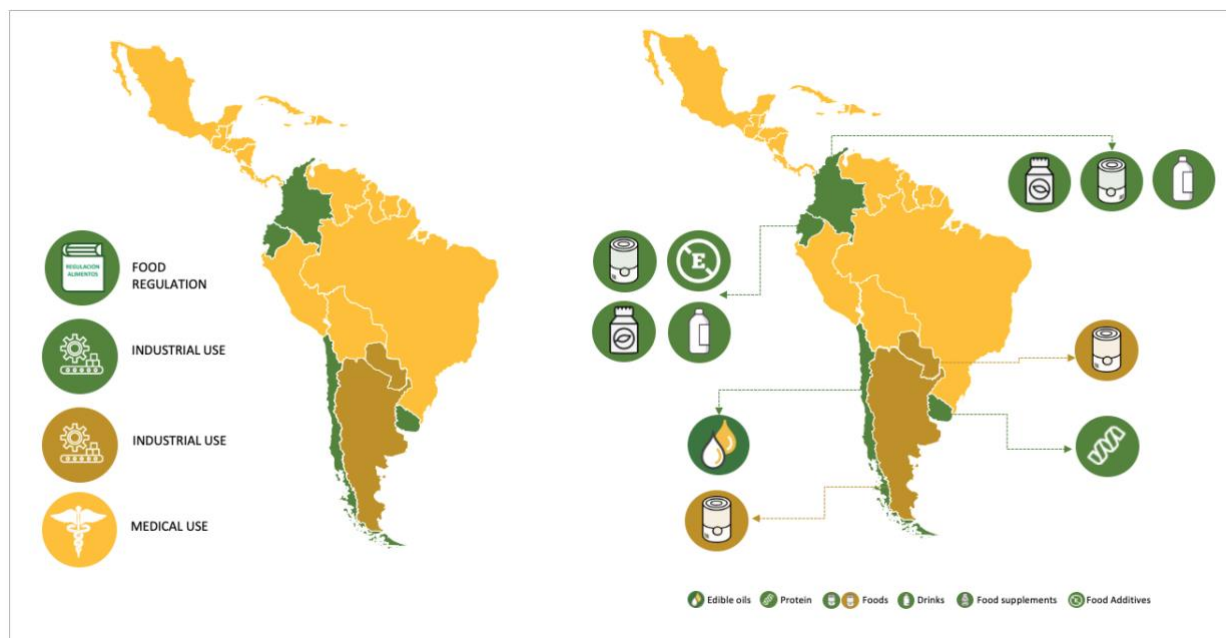 REGULACIÓN
ALIMENTOS
FOOD
REGULATION
INDUSTRIAL USE
INDUSTRIAL USE
MEDICAL USE
E
Edible oils
Protein
Foods
Drinks
Food supplements
Food Additives